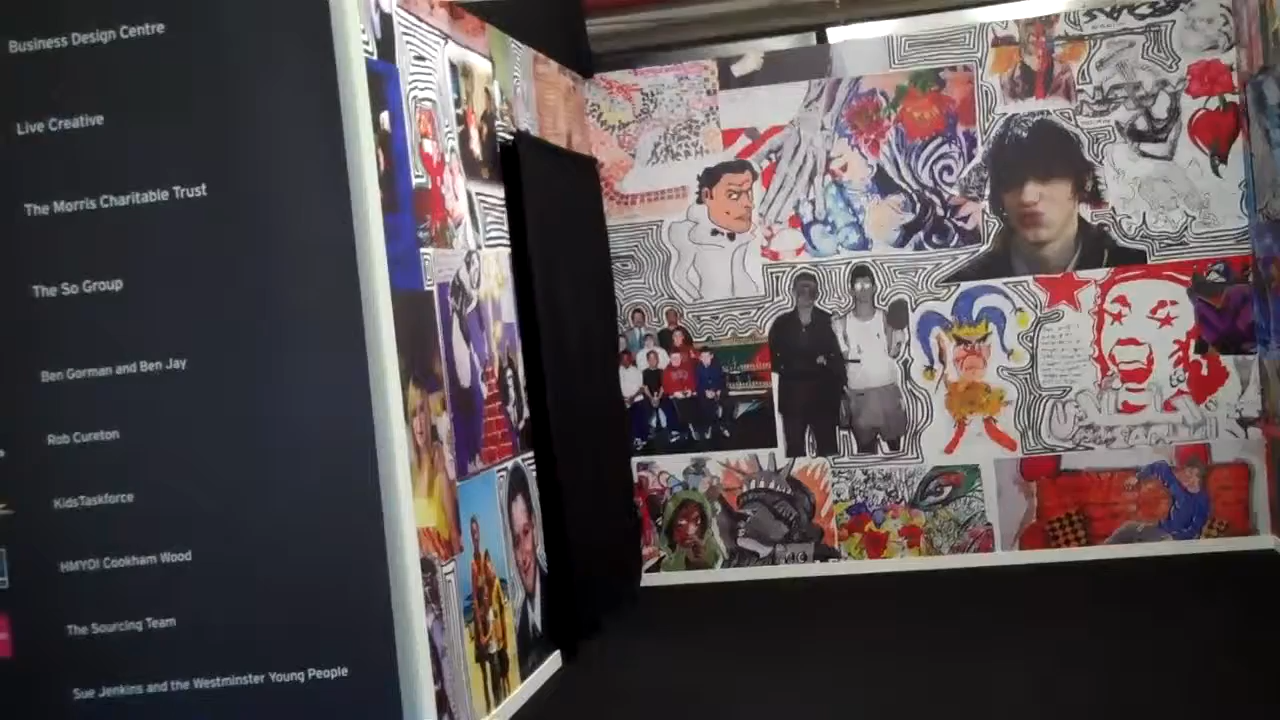 Business Design Centre
Live Creative
The Morris Charitable Trust
The So Group
Ben Gorman and Ben Jay
Rob Cureton
KidsTaskforce
HMYOI Cookham Wood
The Sourcing Team
Sue Jenkins and the Westminster Young People